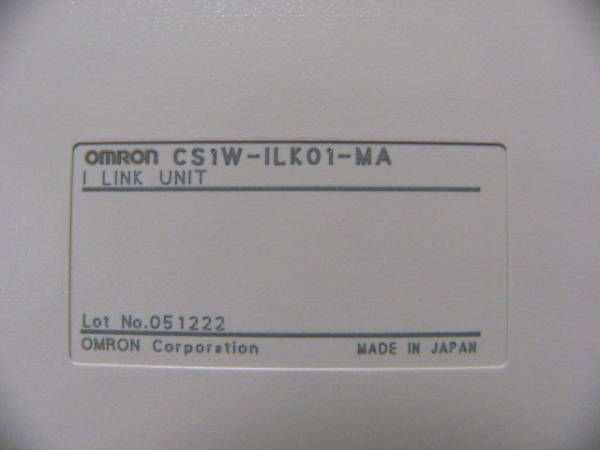 OMRON CS1W-ILK01-MA
I LINK UNIT
Lot No.051222
OMRON Corporation MADE IN JAPAN